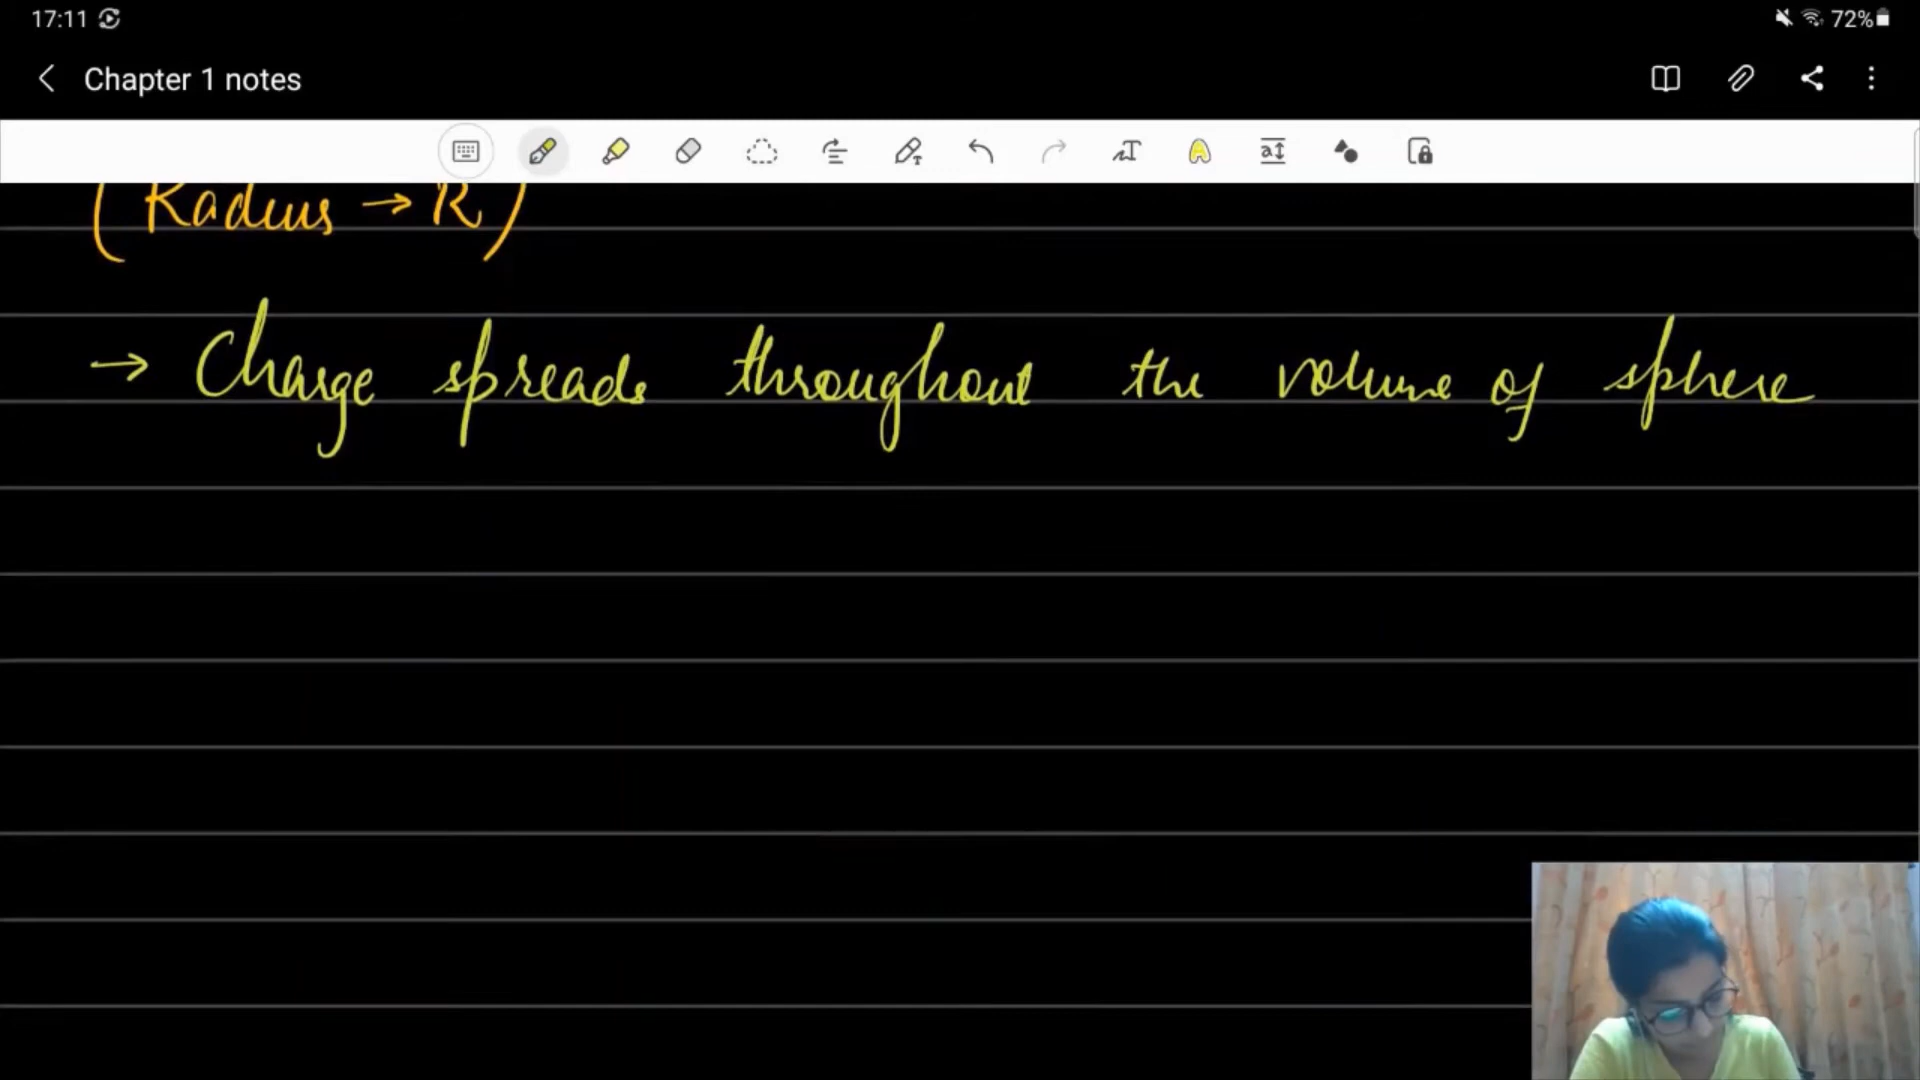 17:11
72%
Chapter 1 notes
(Radius → R)
→ Charge spreads throughout the volume of sphere